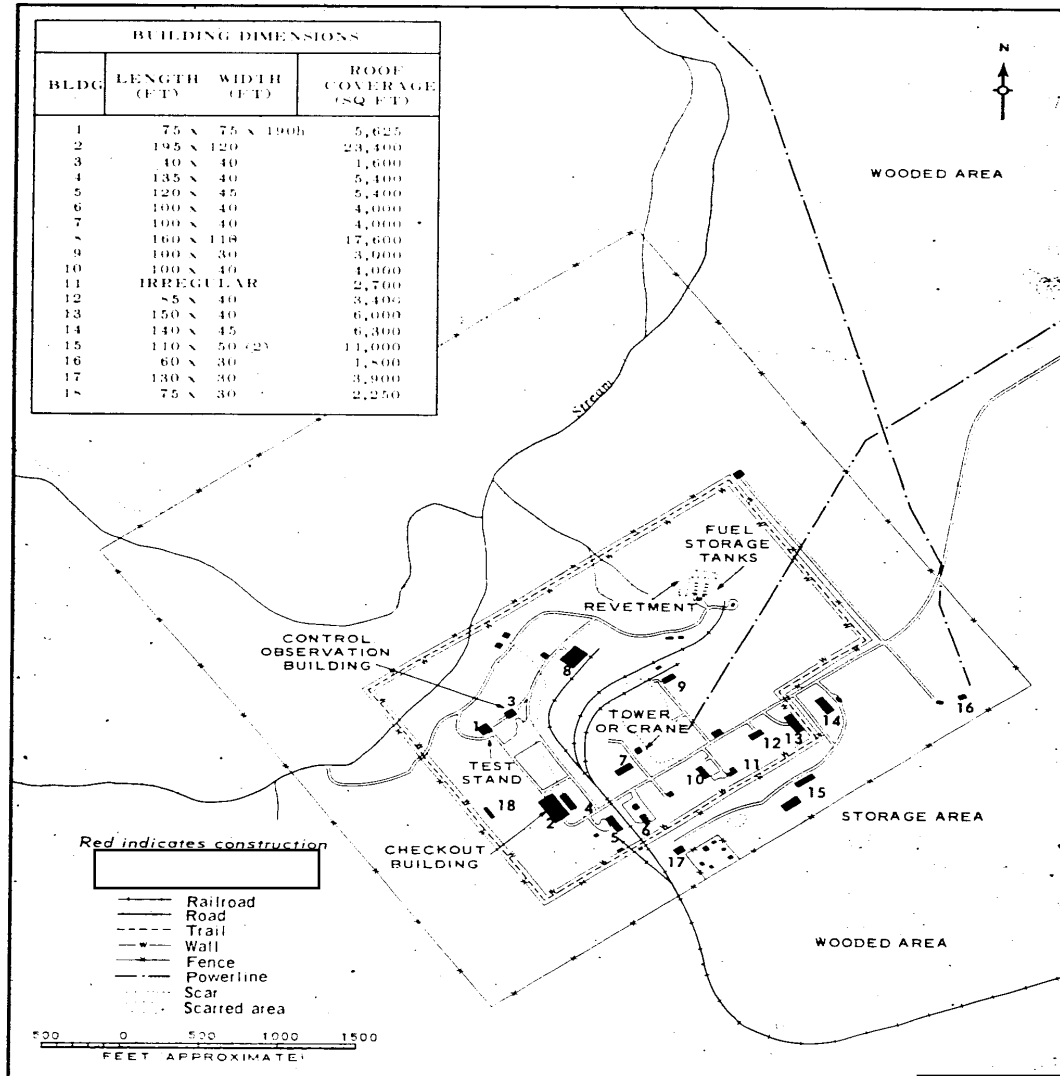 BUILDING DIMENSIONS
BLDG LENGTH (FT) WIDTH (FT) ROOF COVERAGE (SQ FT)
1 75 x 75 x 190h 5,625
2 195 x 120 23,400
3 40 x 40 1,600
4 135 x 40 5,400
5 120 x 45 5,400
6 100 x 40 4,000
7 100 x 40 4,000
8 160 x 110 17,600
9 100 x 30 3,000
10 100 x 40 4,000
11 IRREGULAR 2,700
12 85 x 40 3,400
13 150 x 40 6,000
14 140 x 45 6,300
15 110 x 50 (2) 11,000
16 60 x 30 1,800
17 130 x 30 3,900
18 75 x 30 2,250
N
WOODED AREA
Stream
FUEL
STORAGE
TANKS
REVETMENT
CONTROL
OBSERVATION
BUILDING
8
9
3
1
TOWER
OR CRANE
14
16
13
12
TEST
STAND
7
10
11
15
18
2
4
5
6
STORAGE AREA
CHECKOUT
BUILDING
17
Red indicates construction
WOODED AREA
Railroad
Road
Trail
Wall
Fence
Powerline
Scar
Scarred area
500 0 500 1000 1500
FEET (APPROXIMATE)